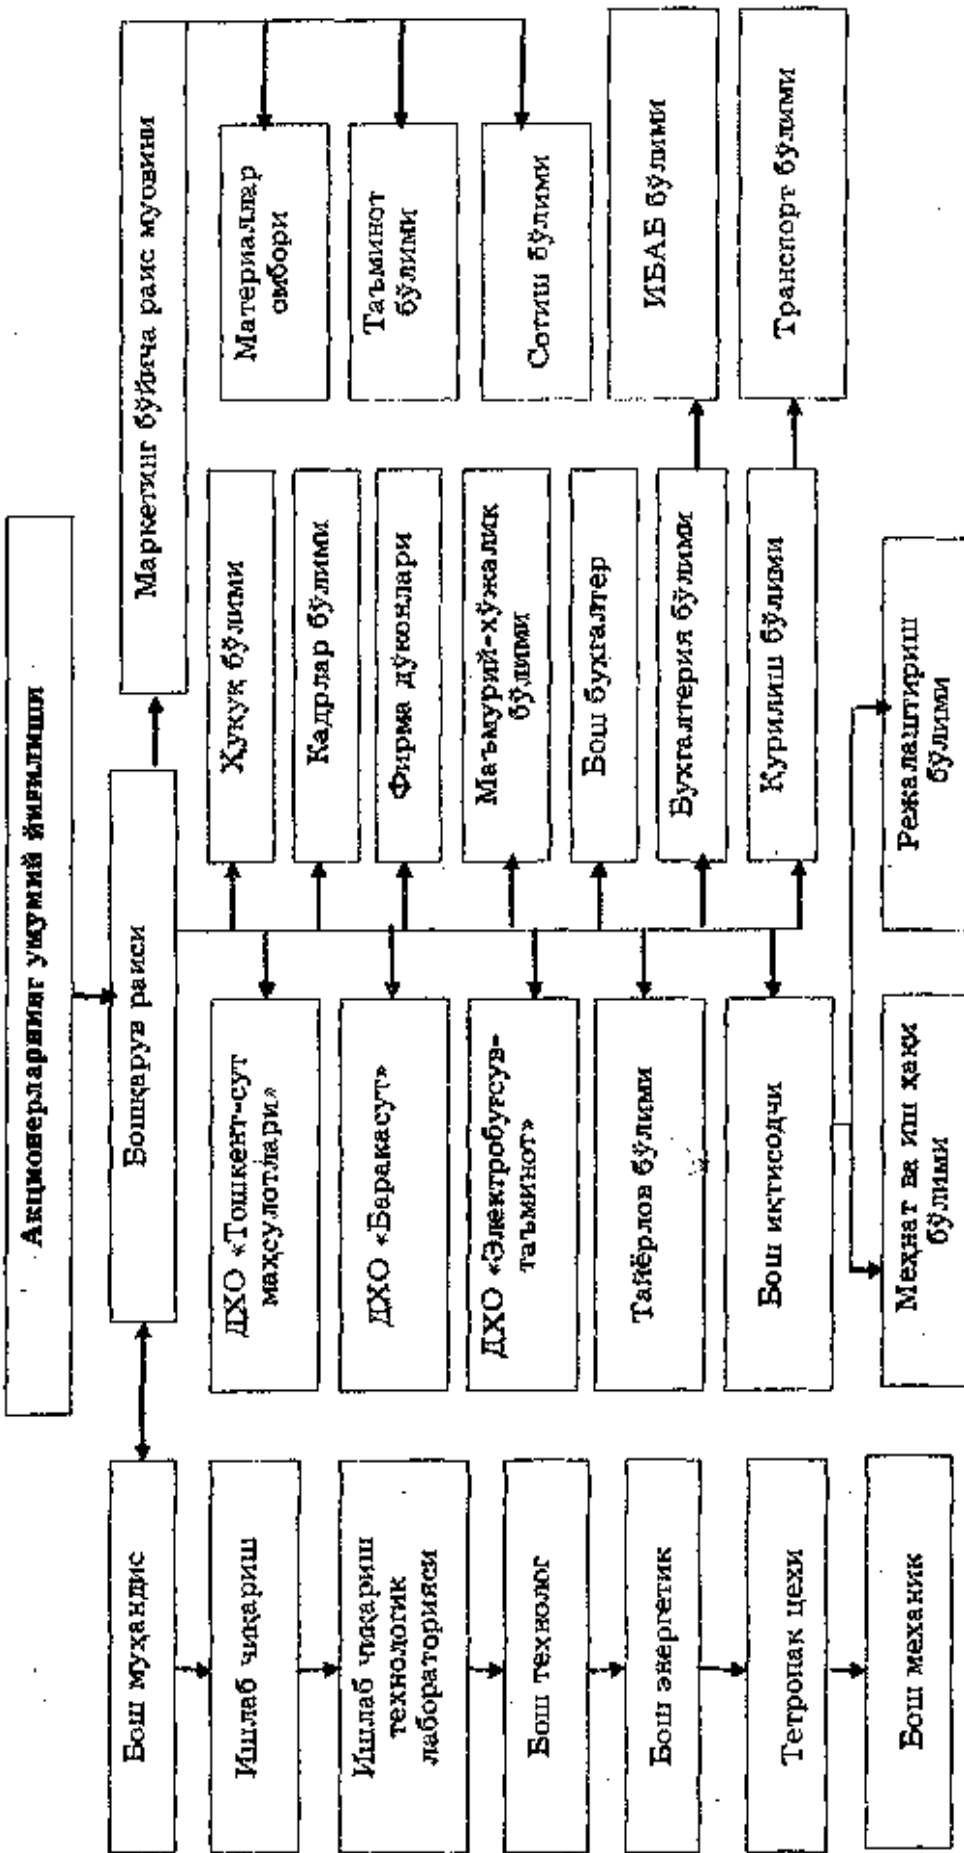 Акционерларнинг умумий йиғилиши
Бошқарув раиси
Бош муҳандис
Маркетинг бўйича раис муовини
Ишлаб чиқариш
Ишлаб чиқариш
технологик
лабораторияси
Бош технолог
Бош энергетик
Тетропак цехи
Бош механик
ДХО «Тошкент-сут
маҳсулотлари»
ДХО «Баракасут»
ДХО «Электробуғсув-
таъминот»
Тайёрлов бўлими
Бош иқтисодчи
Меҳнат ва иш ҳақи
бўлими
Режалаштириш
бўлими
Ҳуқуқ бўлими
Кадрлар бўлими
Фирма дўконлари
Маъмурий-хўжалик
бўлими
Бош бухгалтер
Бухгалтерия бўлими
Курилиш бўлими
Материаллар
омбори
Таъминот
бўлими
Сотиш бўлими
ИБАБ бўлими
Транспорт бўлими